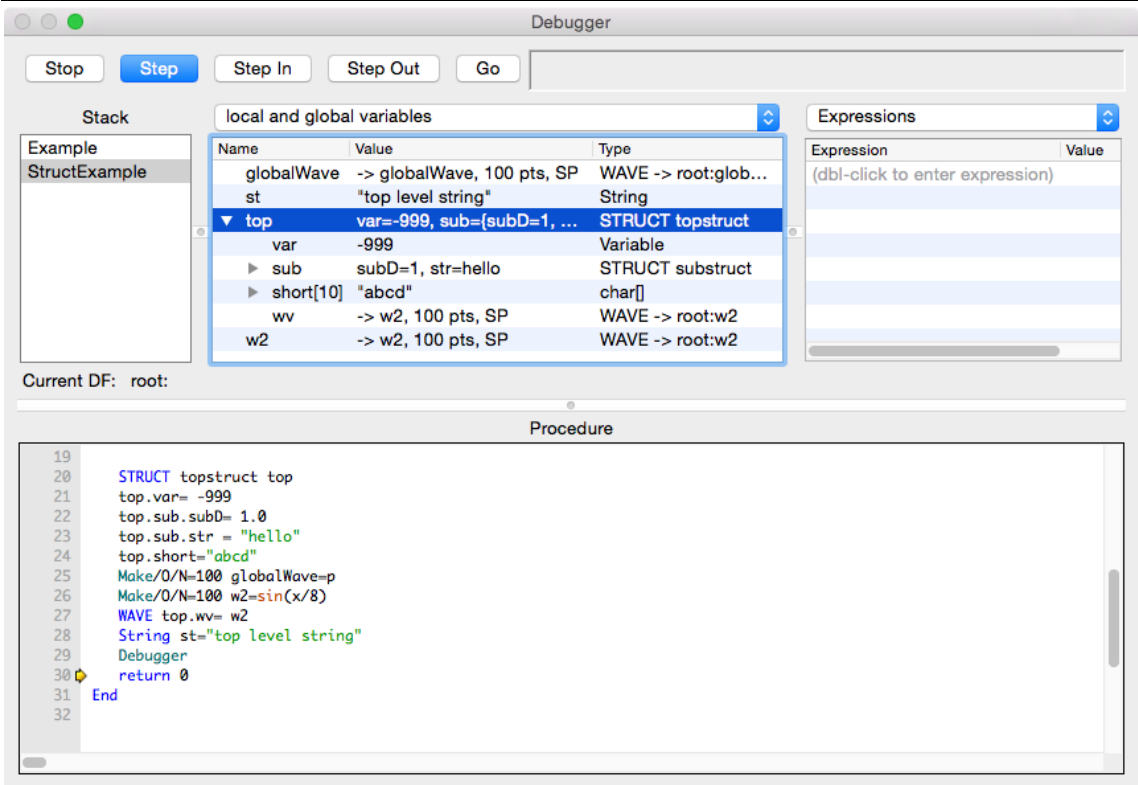 Debugger
Stop Step Step In Step Out Go
Stack
Example
StructExample
local and global variables
Name Value Type
globalWave -> globalWave, 100 pts, SP WAVE -> root:glob...
st "top level string" String
top var=-999, sub={subD=1, ... STRUCT topstruct
var -999 Variable
sub subD=1, str=hello STRUCT substruct
short[10] "abcd" char[]
wv -> w2, 100 pts, SP WAVE -> root:w2
w2 -> w2, 100 pts, SP WAVE -> root:w2
Expressions
Expression Value
(dbl-click to enter expression)
Current DF: root:
Procedure
19
20 STRUCT topstruct top
21 top.var= -999
22 top.sub.subD= 1.0
23 top.sub.str = "hello"
24 top.short="abcd"
25 Make/O/N=100 globalWave=p
26 Make/O/N=100 w2=sin(x/8)
27 WAVE top.wv= w2
28 String st="top level string"
29 Debugger
30 return 0
31 End
32